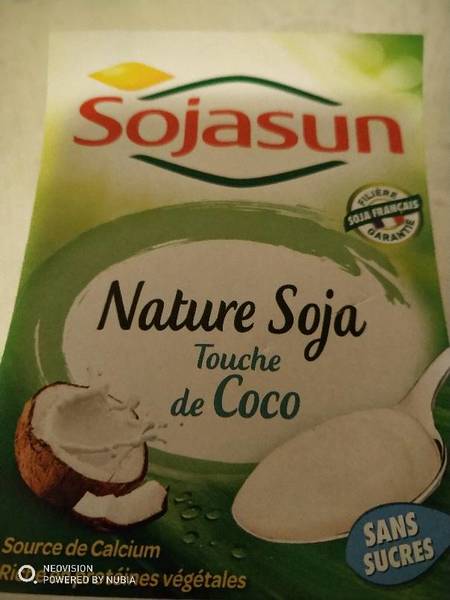 Sojasun
FILIÈRE
SOJA FRANÇAIS
GARANTIE
Nature Soja
Touche
de Coco
SANS
SUCRES
Source de Calcium
protéines végétales
NEOVISION
POWERED BY NUBIA